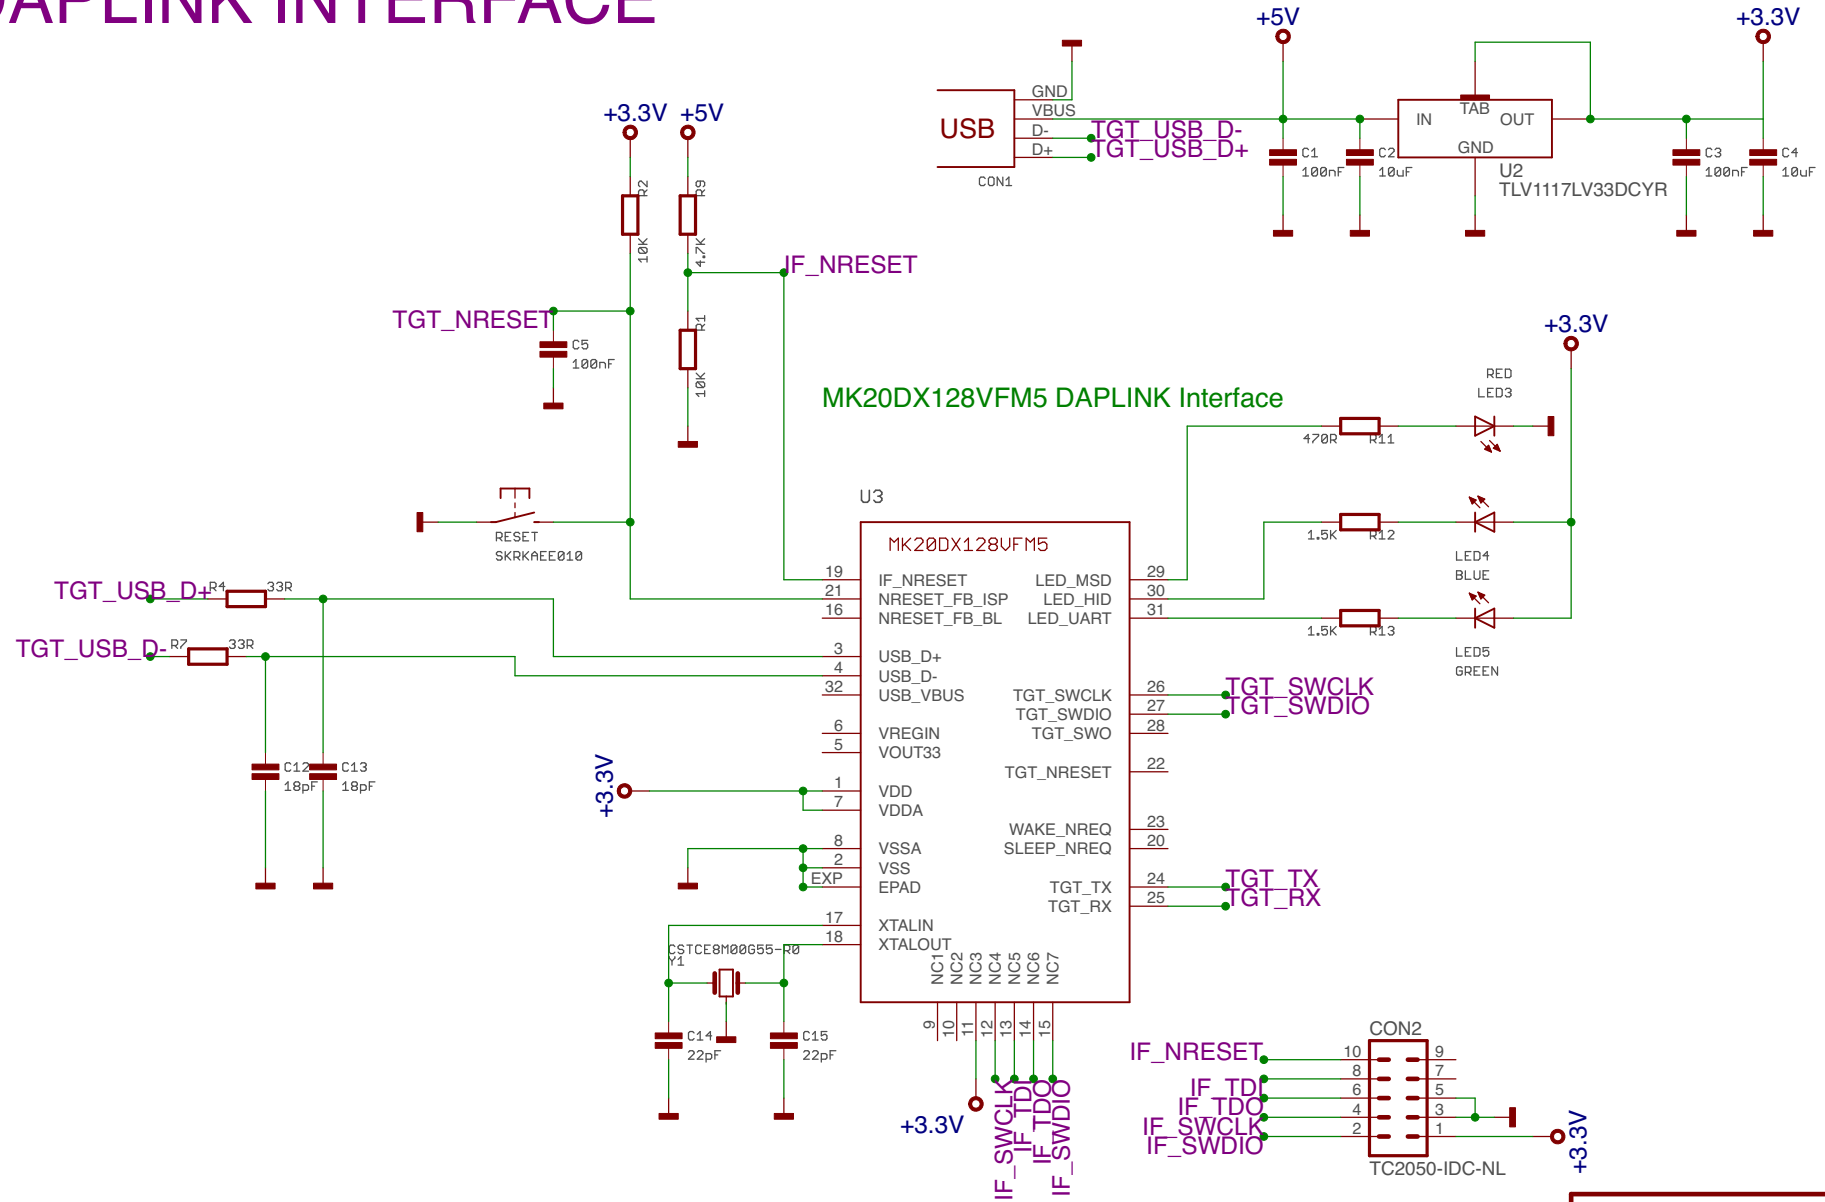 DAPLINK INTERFACE
+5V
+3.3V
GND
VBUS
D-
D+
USB
CON1
TGT_USB_D-
TGT_USB_D+
C1
100nF
C2
10uF
IN
TAB
OUT
GND
U2
TLV1117LV33DCYR
C3
100nF
C4
10uF
+3.3V
+5V
R2
10K
R9
4.7K
IF_NRESET
TGT_NRESET
C5
100nF
R1
10K
MK20DX128VFM5 DAPLINK Interface
+3.3V
RED
LED3
470R
R11
1.5K
R12
LED4
BLUE
1.5K
R13
LED5
GREEN
RESET
SKRKAEE010
TGT_USB_D+
R4
33R
TGT_USB_D-
R7
33R
C12
18pF
C13
18pF
U3
MK20DX128VFM5
19 IF_NRESET
21 NRESET_FB_ISP
16 NRESET_FB_BL
3 USB_D+
4 USB_D-
32 USB_VBUS
6 VREGIN
5 VOUT33
1 VDD
7 VDDA
8 VSSA
2 VSS
EXP EPAD
17 XTALIN
18 XTALOUT
LED_MSD 29
LED_HID 30
LED_UART 31
TGT_SWCLK 26
TGT_SWDIO 27
TGT_SWO 28
TGT_NRESET 22
WAKE_NREQ 23
SLEEP_NREQ 20
TGT_TX 24
TGT_RX 25
TGT_SWCLK
TGT_SWDIO
TGT_TX
TGT_RX
+3.3V
CSTCE8M00G55-R0
Y1
C14
22pF
C15
22pF
NC1
NC2
NC3
NC4
NC5
NC6
NC7
9
10
11
12
13
14
15
+3.3V
IF_SWCLK
IF_TDI
IF_TDO
IF_SWDIO
CON2
IF_NRESET
IF_TDI
IF_TDO
IF_SWCLK
IF_SWDIO
10
8
6
4
2
9
7
5
3
1
+3.3V
TC2050-IDC-NL